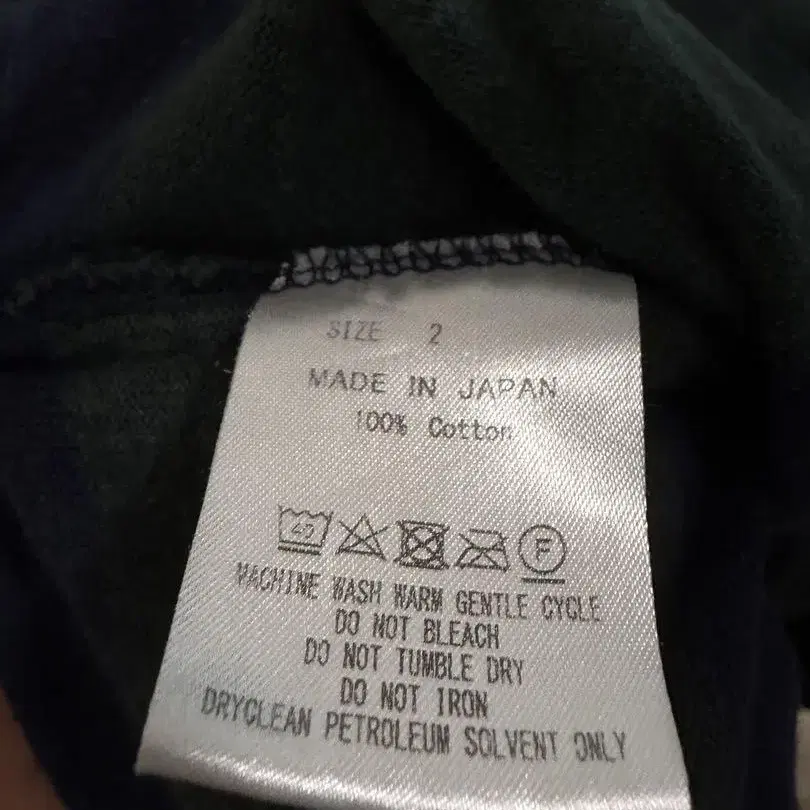 SIZE 2
MADE IN JAPAN
100% Cotton
40 F
MACHINE WASH WARM GENTLE CYCLE
DO NOT BLEACH
DO NOT TUMBLE DRY
DO NOT IRON
DRYCLEAN PETROLEUM SOLVENT ONLY